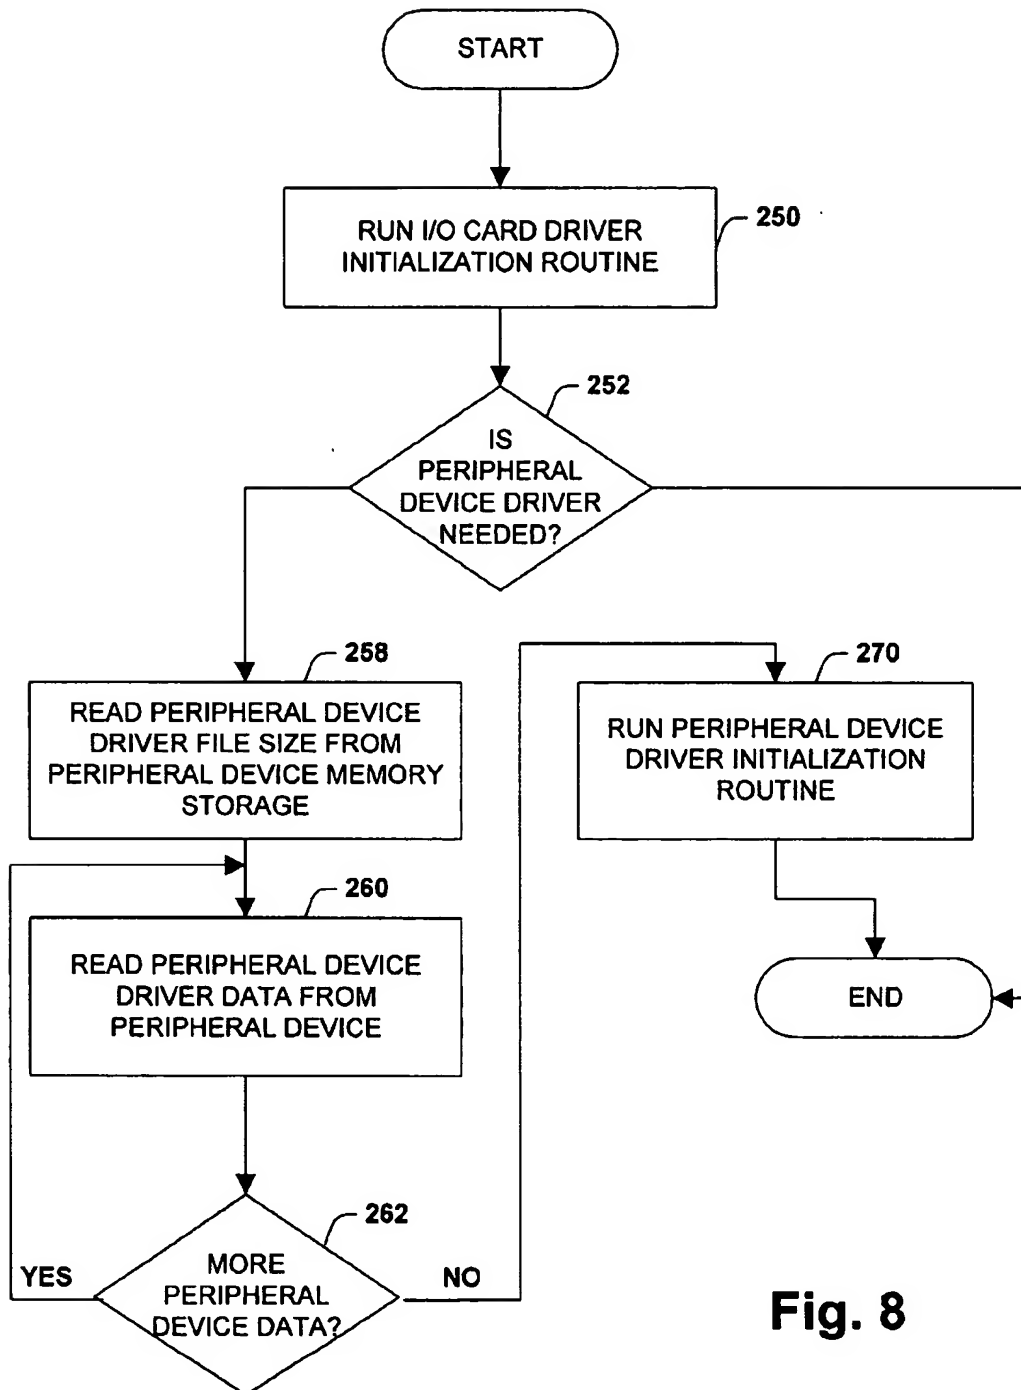 START
250
RUN I/O CARD DRIVER
INITIALIZATION ROUTINE
252
IS
PERIPHERAL
DEVICE DRIVER
NEEDED?
258
READ PERIPHERAL DEVICE
DRIVER FILE SIZE FROM
PERIPHERAL DEVICE MEMORY
STORAGE
260
READ PERIPHERAL DEVICE
DRIVER DATA FROM
PERIPHERAL DEVICE
262
MORE
PERIPHERAL
DEVICE DATA?
YES
NO
270
RUN PERIPHERAL DEVICE
DRIVER INITIALIZATION
ROUTINE
END
Fig. 8